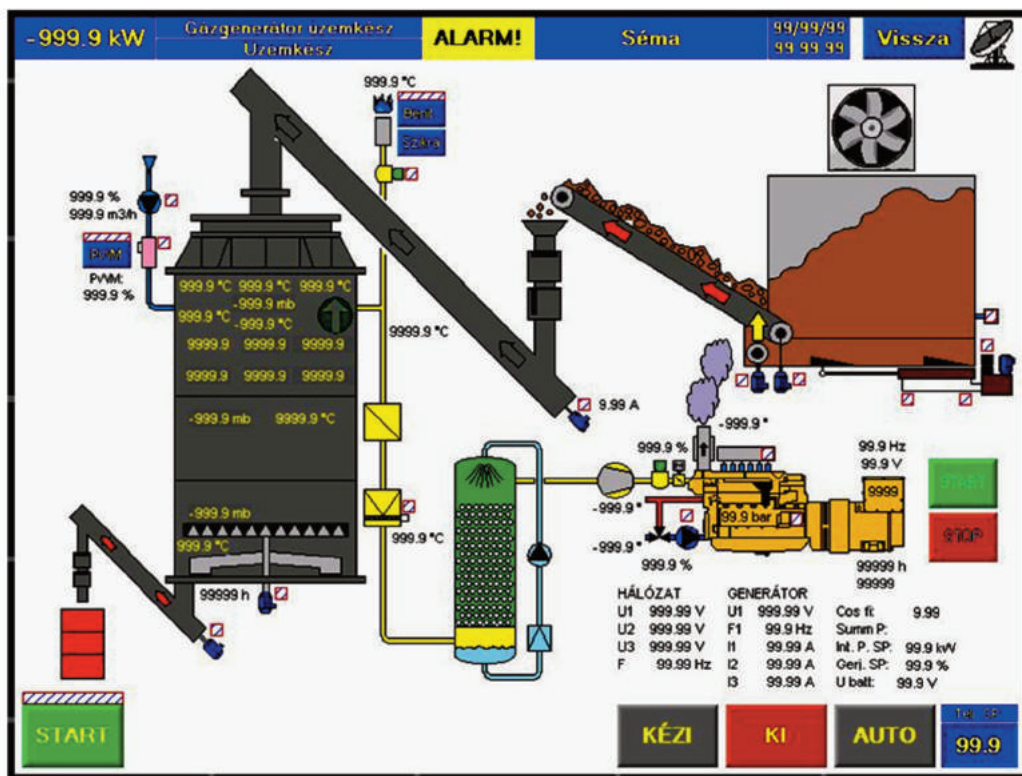 -999.9 kW
Gázgenerátor üzemkész
Üzemkész
ALARM!
Séma
99/99/99
99 99 99
Vissza
999.9 °C
Bent
Szikra
999.9 %
999.9 m3/h
PWM
PWM:
999.9 %
999.9 °C 999.9 °C 999.9 °C
-999.9 mb
999.9 °C
-999.9 °C
9999.9 9999.9 9999.9
9999.9 9999.9 9999.9
9999.9 °C
-999.9 mb 9999.9 °C
-999.9 mb
999.9 °C
999.9 °C
99999 h
9.99 A
-999.9 °
999.9 %
-999.9 °
-999.9 °
999.9 %
99.9 bar
99.9 Hz
99.9 V
9999
99999 h
99999
START
STOP
HÁLÓZAT
U1 999.99 V
U2 999.99 V
U3 999.99 V
F 99.99 Hz
GENERÁTOR
U1 999.99 V
F1 99.9 Hz
I1 99.99 A
I2 99.99 A
I3 99.99 A
Cos fi: 9.99
Summ P:
Int. P. SP: 99.9 kW
Gerj. SP: 99.9 %
U batt: 99.9 V
START
KÉZI
KI
AUTO
99.9